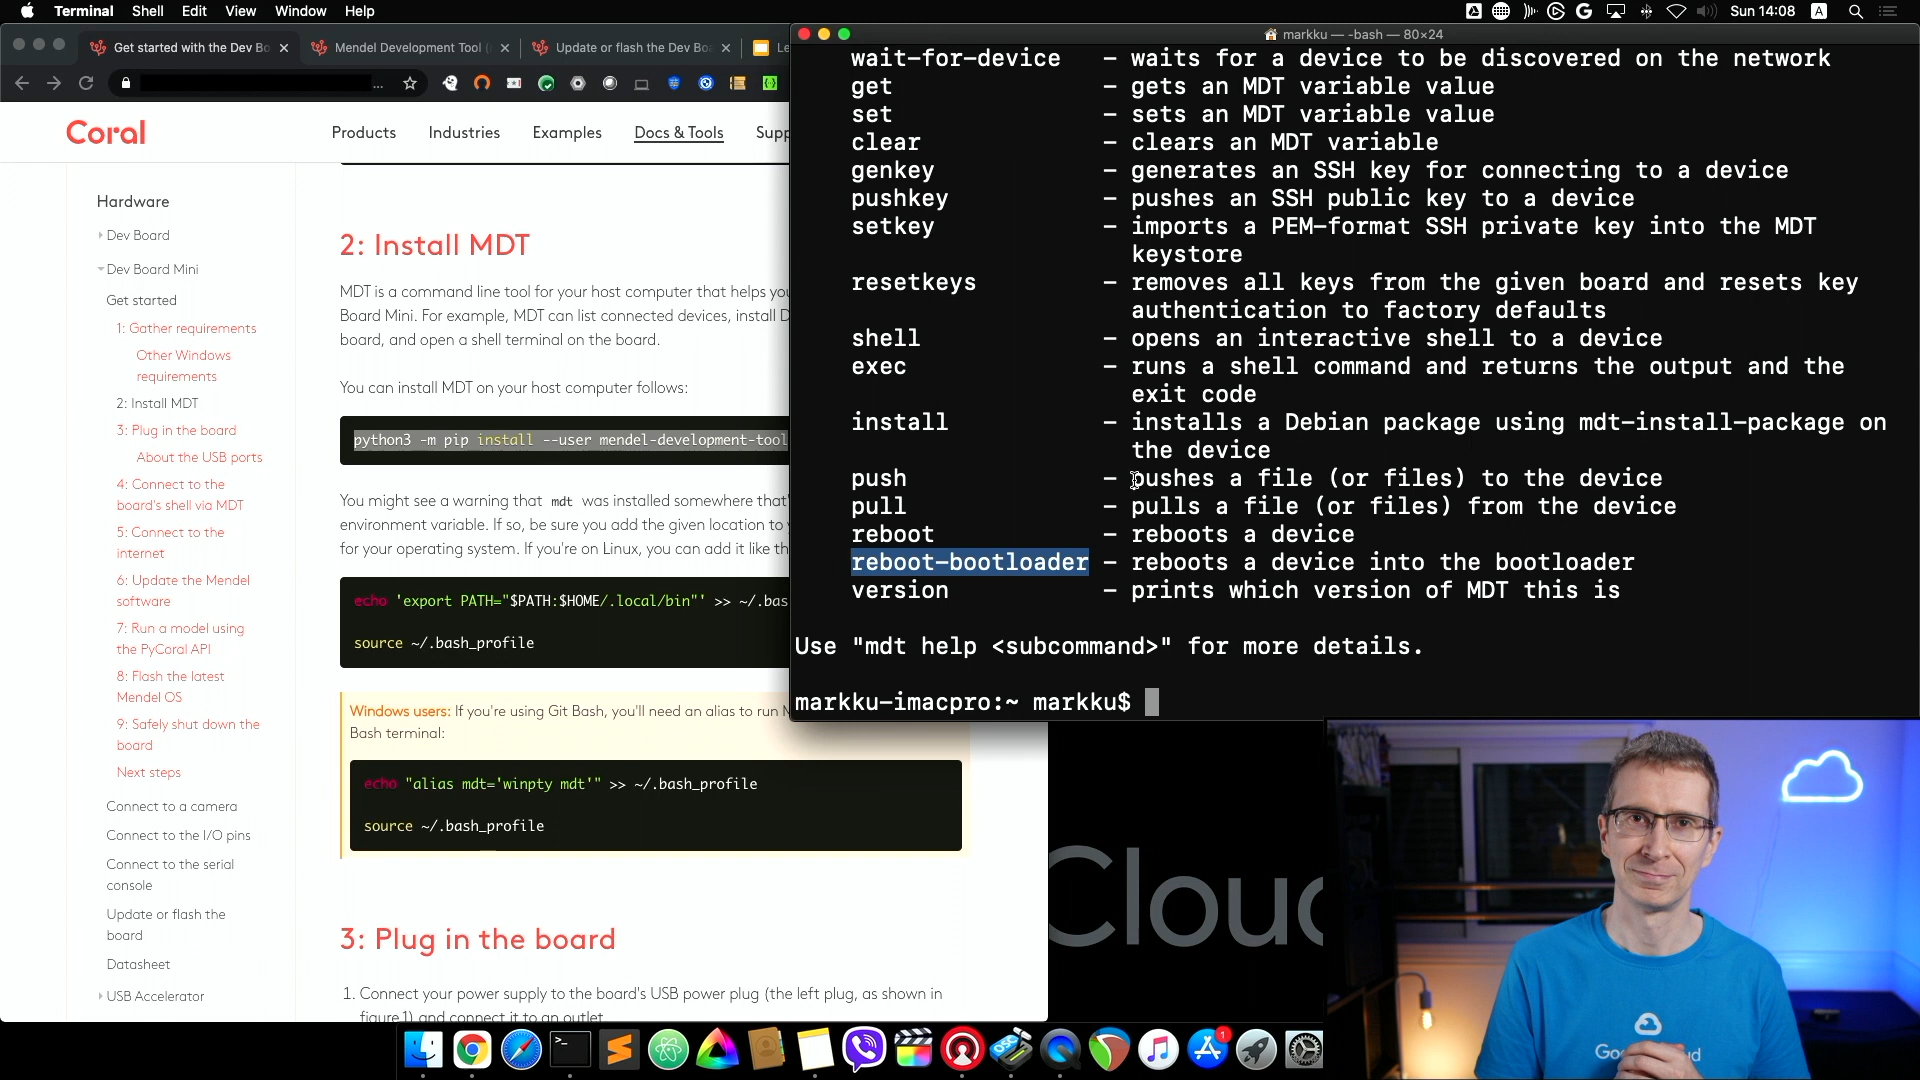 Terminal Shell Edit View Window Help
Sun 14:08 A
Get started with the Dev Bo
Mendel Development Tool (
Update or flash the Dev Boa
Le
markku — -bash — 80×24
Coral
Products Industries Examples Docs & Tools Supp
Hardware
Dev Board
Dev Board Mini
Get started
1: Gather requirements
Other Windows
requirements
2: Install MDT
3: Plug in the board
About the USB ports
4: Connect to the
board's shell via MDT
5: Connect to the
internet
6: Update the Mendel
software
7: Run a model using
the PyCoral API
8: Flash the latest
Mendel OS
9: Safely shut down the
board
Next steps
Connect to a camera
Connect to the I/O pins
Connect to the serial
console
Update or flash the
board
Datasheet
USB Accelerator
2: Install MDT
MDT is a command line tool for your host computer that helps you
Board Mini. For example, MDT can list connected devices, install D
board, and open a shell terminal on the board.
You can install MDT on your host computer follows:
python3 -m pip install --user mendel-development-tool
You might see a warning that mdt was installed somewhere that'
environment variable. If so, be sure you add the given location to y
for your operating system. If you're on Linux, you can add it like th
echo 'export PATH="$PATH:$HOME/.local/bin"' >> ~/.bas
source ~/.bash_profile
Windows users: If you're using Git Bash, you'll need an alias to run M
Bash terminal:
echo "alias mdt='winpty mdt'" >> ~/.bash_profile
source ~/.bash_profile
3: Plug in the board
1. Connect your power supply to the board's USB power plug (the left plug, as shown in
figure 1) and connect it to an outlet
wait-for-device - waits for a device to be discovered on the network
get - gets an MDT variable value
set - sets an MDT variable value
clear - clears an MDT variable
genkey - generates an SSH key for connecting to a device
pushkey - pushes an SSH public key to a device
setkey - imports a PEM-format SSH private key into the MDT
keystore
resetkeys - removes all keys from the given board and resets key
authentication to factory defaults
shell - opens an interactive shell to a device
exec - runs a shell command and returns the output and the
exit code
install - installs a Debian package using mdt-install-package on
the device
push - pushes a file (or files) to the device
pull - pulls a file (or files) from the device
reboot - reboots a device
reboot-bootloader - reboots a device into the bootloader
version - prints which version of MDT this is
Use "mdt help <subcommand>" for more details.
markku-imacpro:~ markku$
Clou
OSC
1